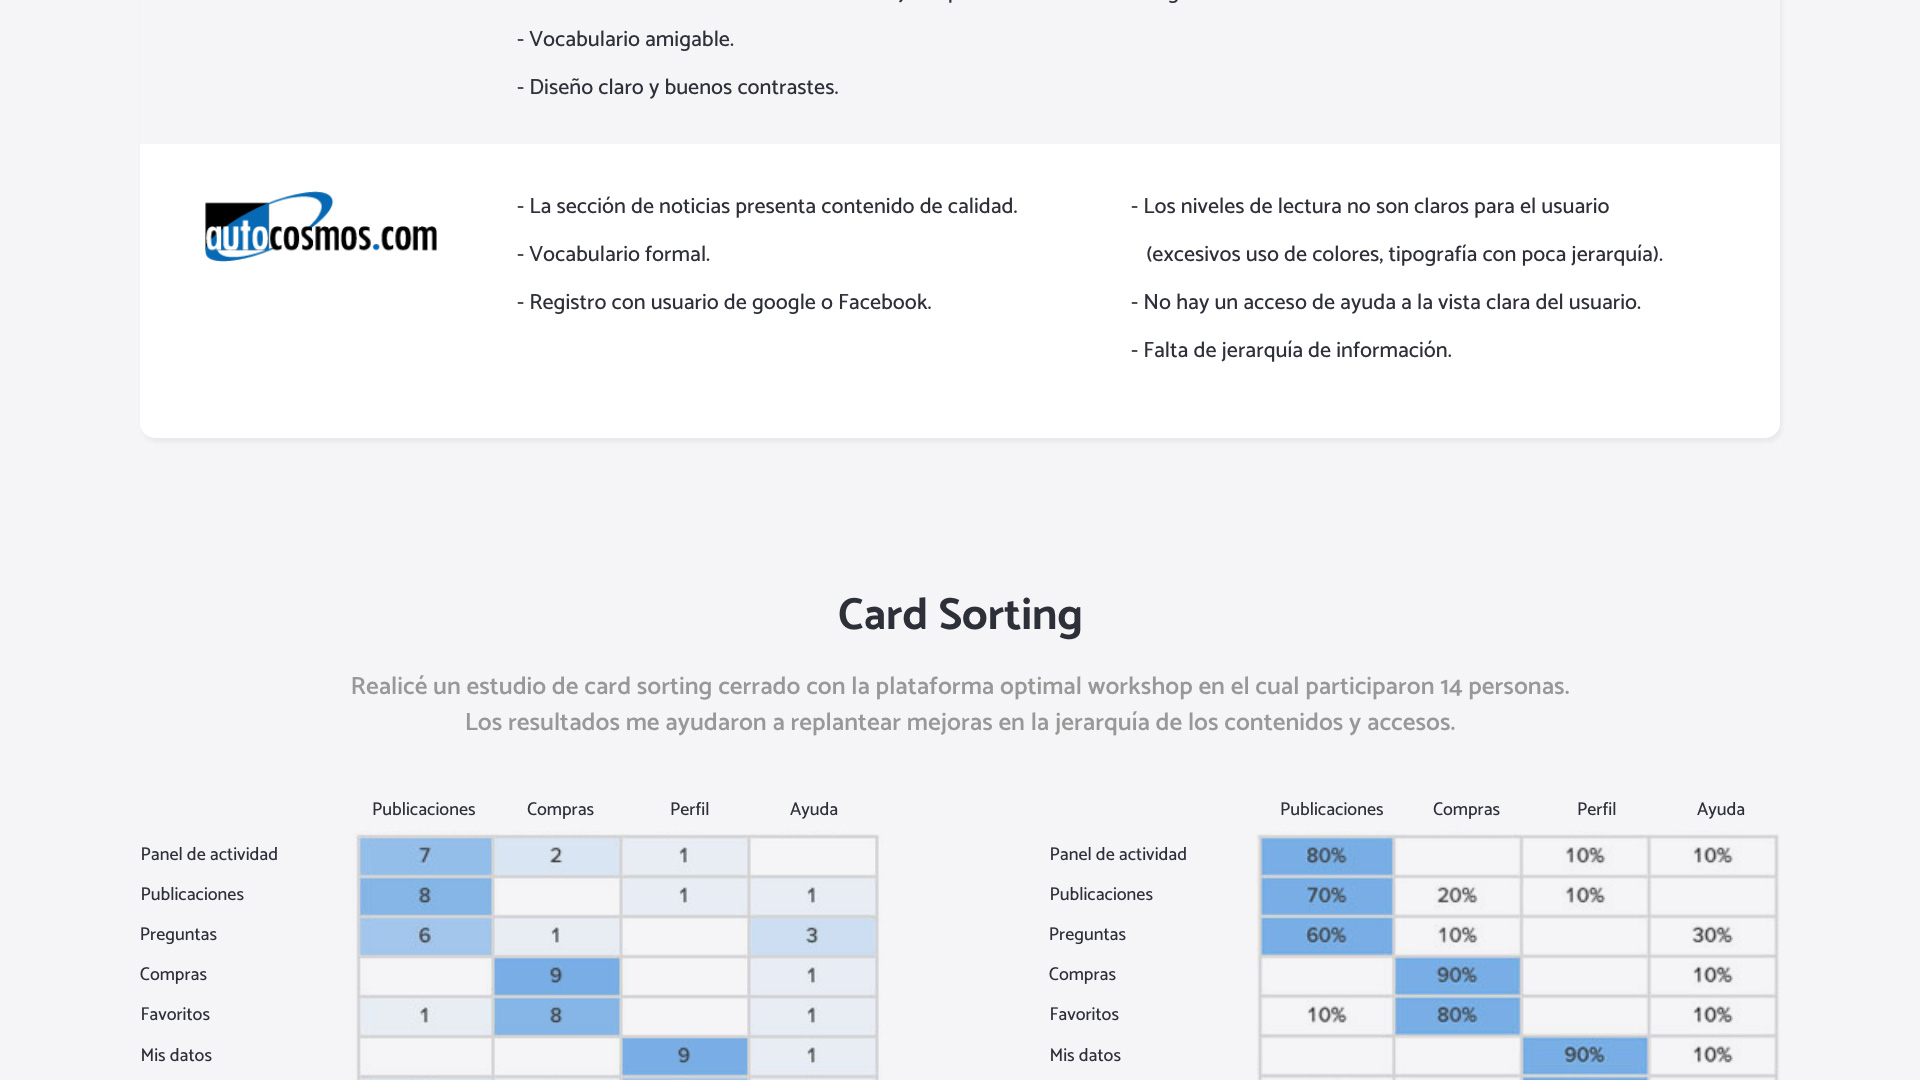 - Vocabulario amigable.
- Diseño claro y buenos contrastes.
autocosmos.com
- La sección de noticias presenta contenido de calidad.
- Vocabulario formal.
- Registro con usuario de google o Facebook.
- Los niveles de lectura no son claros para el usuario
(excesivos uso de colores, tipografía con poca jerarquía).
- No hay un acceso de ayuda a la vista clara del usuario.
- Falta de jerarquía de información.
Card Sorting
Realicé un estudio de card sorting cerrado con la plataforma optimal workshop en el cual participaron 14 personas.
Los resultados me ayudaron a replantear mejoras en la jerarquía de los contenidos y accesos.
Publicaciones Compras Perfil Ayuda
Panel de actividad 7 2 1
Publicaciones 8 1 1
Preguntas 6 1 3
Compras 9 1
Favoritos 1 8 1
Mis datos 9 1
Publicaciones Compras Perfil Ayuda
Panel de actividad 80% 10% 10%
Publicaciones 70% 20% 10%
Preguntas 60% 10% 30%
Compras 90% 10%
Favoritos 10% 80% 10%
Mis datos 90% 10%